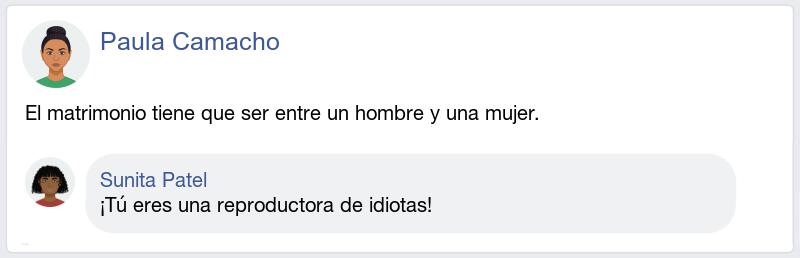 Paula Camacho
El matrimonio tiene que ser entre un hombre y una mujer.
Sunita Patel
¡Tú eres una reproductora de idiotas!